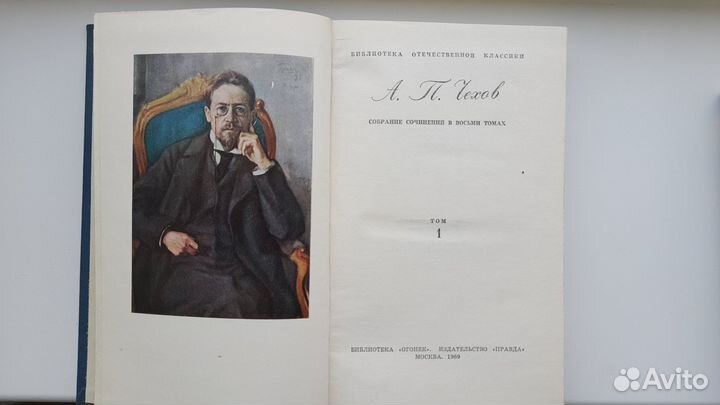 БИБЛИОТЕКА ОТЕЧЕСТВЕННОЙ КЛАССИКИ
А. П. Чехов
СОБРАНИЕ СОЧИНЕНИЙ В ВОСЬМИ ТОМАХ
ТОМ
1
БИБЛИОТЕКА «ОГОНЕК». ИЗДАТЕЛЬСТВО «ПРАВДА»
МОСКВА. 1969
Avito